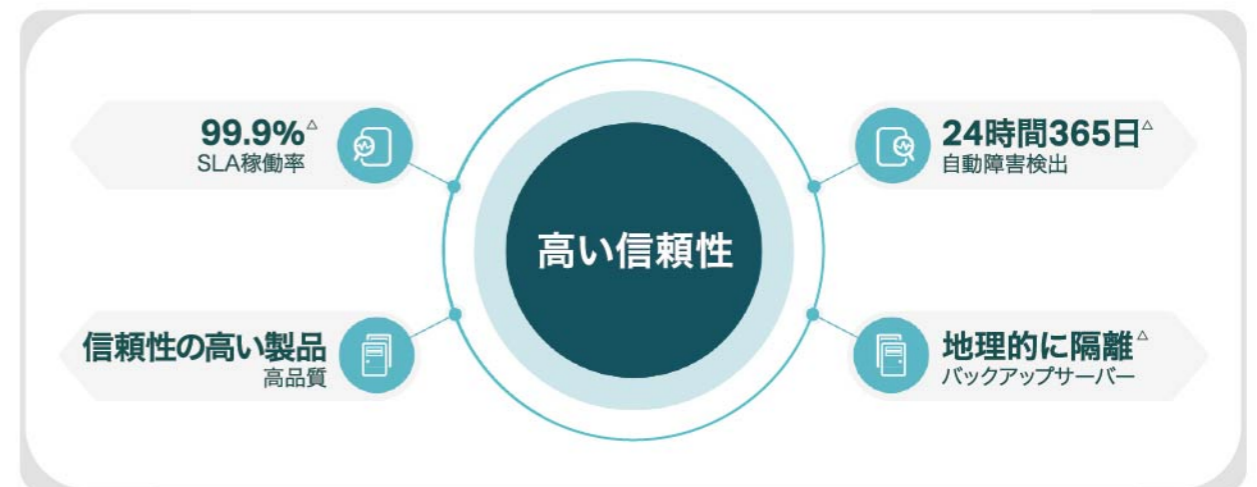 99.9%△
SLA稼働率
24時間365日△
自動障害検出
高い信頼性
信頼性の高い製品
高品質
地理的に隔離△
バックアップサーバー